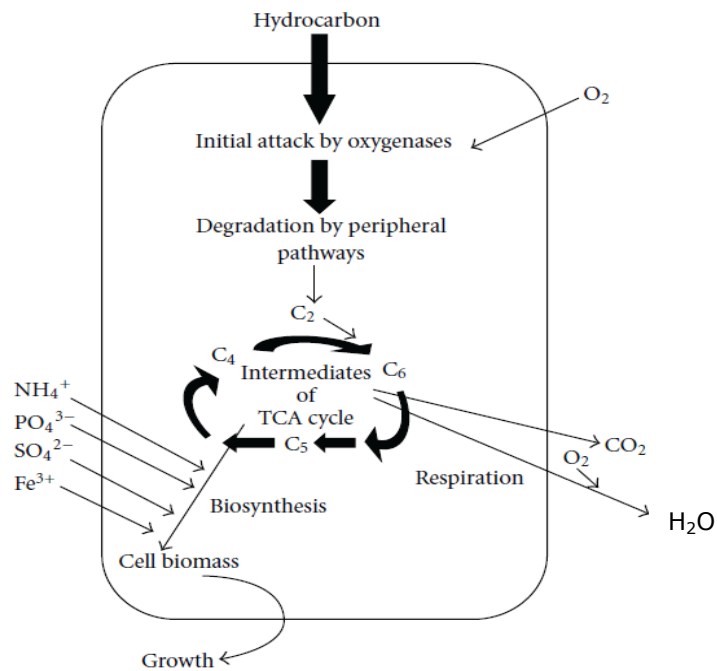 Hydrocarbon
O₂
Initial attack by oxygenases
Degradation by peripheral
pathways
C₂
C₄
C₆
Intermediates
of
TCA cycle
C₅
NH₄⁺
PO₄³⁻
SO₄²⁻
Fe³⁺
CO₂
O₂
Respiration
H₂O
Biosynthesis
Cell biomass
Growth